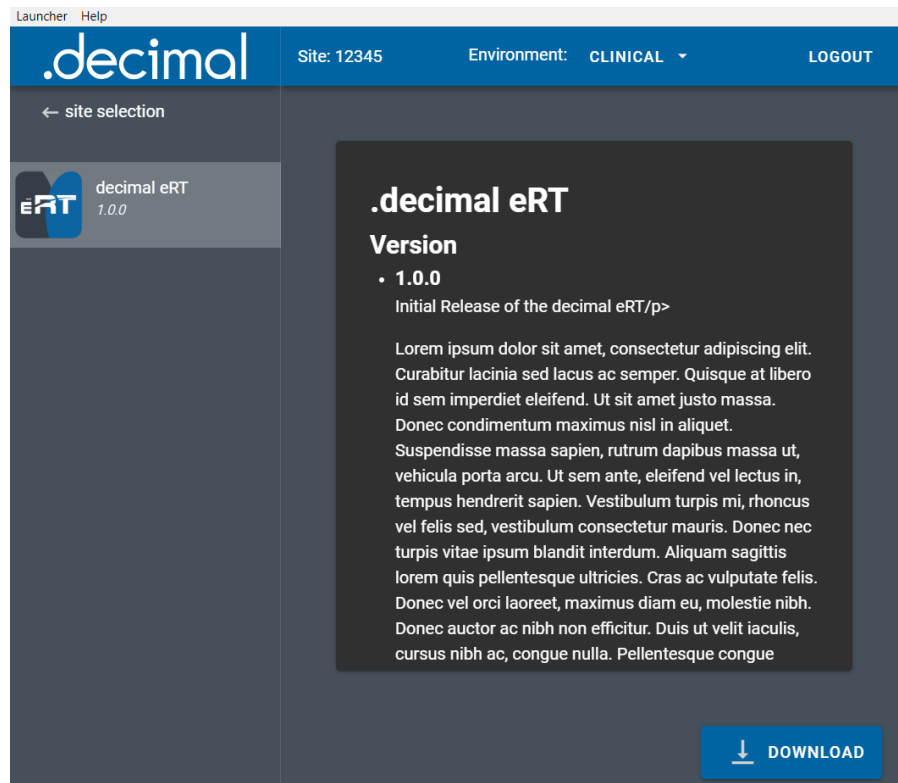 Launcher Help
.decimal
Site: 12345 Environment: CLINICAL LOGOUT
← site selection
decimal eRT
1.0.0
eRT
.decimal eRT
Version
• 1.0.0
Initial Release of the decimal eRT/p>
Lorem ipsum dolor sit amet, consectetur adipiscing elit.
Curabitur lacinia sed lacus ac semper. Quisque at libero
id sem imperdiet eleifend. Ut sit amet justo massa.
Donec condimentum maximus nisl in aliquet.
Suspendisse massa sapien, rutrum dapibus massa ut,
vehicula porta arcu. Ut sem ante, eleifend vel lectus in,
tempus hendrerit sapien. Vestibulum turpis mi, rhoncus
vel felis sed, vestibulum consectetur mauris. Donec nec
turpis vitae ipsum blandit interdum. Aliquam sagittis
lorem quis pellentesque ultricies. Cras ac vulputate felis.
Donec vel orci laoreet, maximus diam eu, molestie nibh.
Donec auctor ac nibh non efficitur. Duis ut velit iaculis,
cursus nibh ac, congue nulla. Pellentesque congue
DOWNLOAD